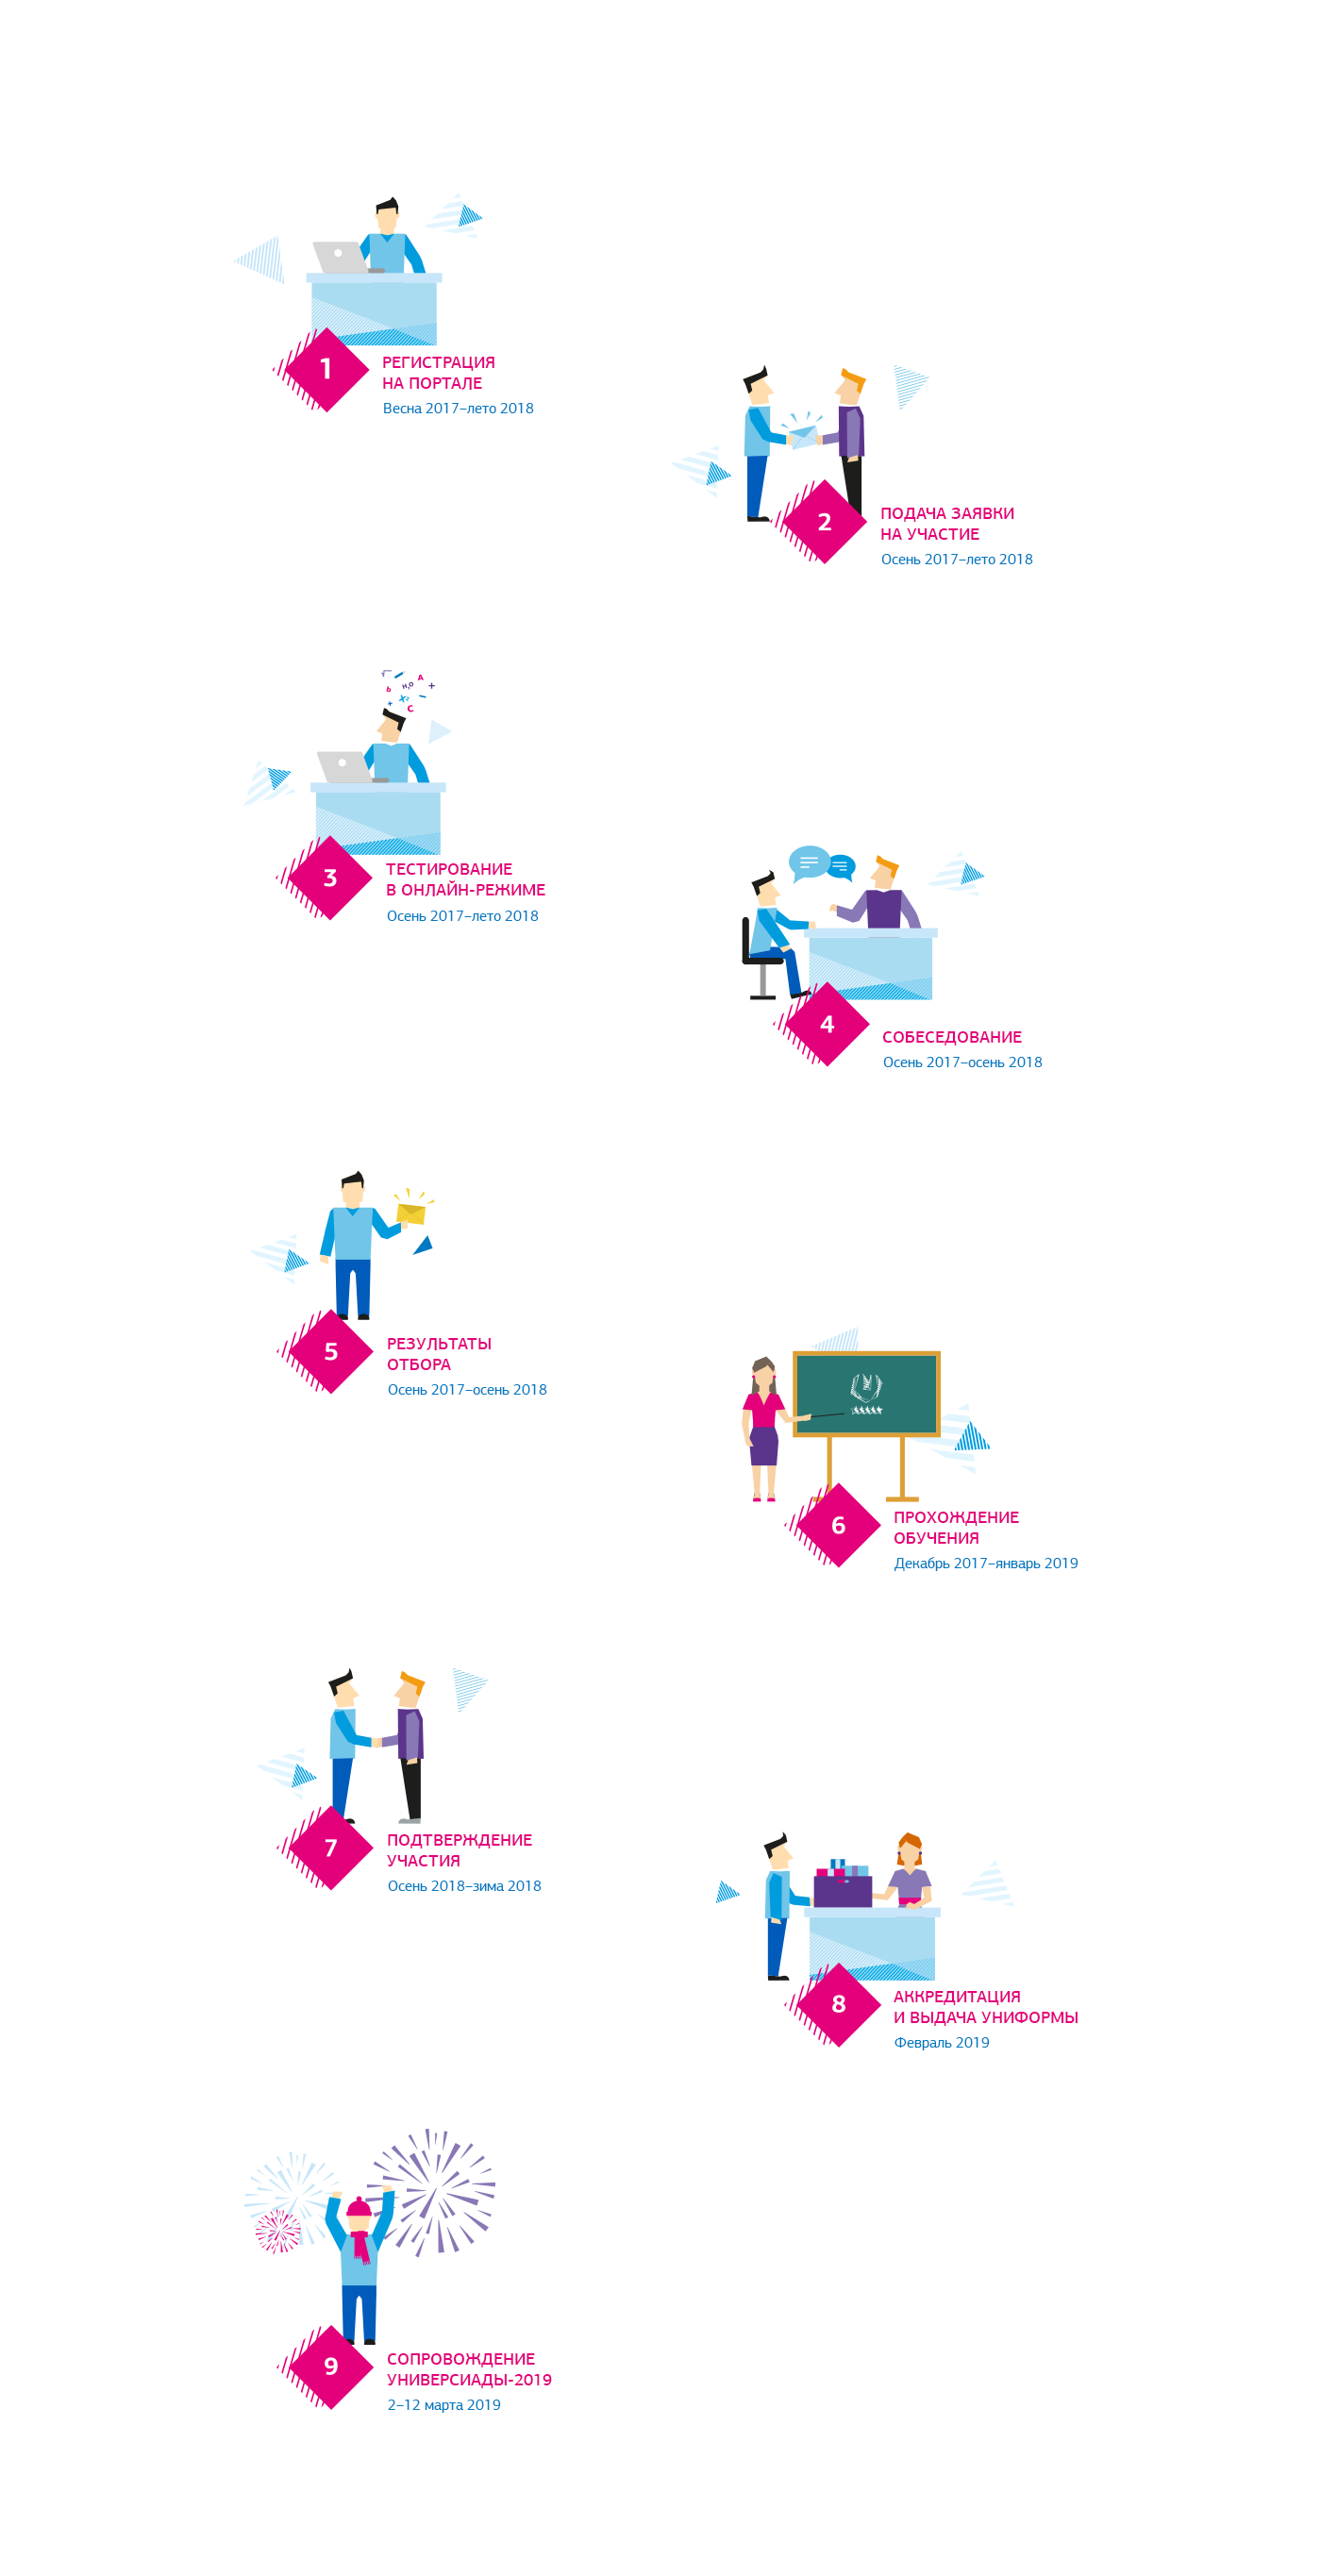 1
РЕГИСТРАЦИЯ
НА ПОРТАЛЕ
Весна 2017–лето 2018
2
ПОДАЧА ЗАЯВКИ
НА УЧАСТИЕ
Осень 2017–лето 2018
A
b
H₂O
+
X²
+
C
3
ТЕСТИРОВАНИЕ
В ОНЛАЙН-РЕЖИМЕ
Осень 2017–лето 2018
4
СОБЕСЕДОВАНИЕ
Осень 2017–осень 2018
5
РЕЗУЛЬТАТЫ
ОТБОРА
Осень 2017–осень 2018
6
ПРОХОЖДЕНИЕ
ОБУЧЕНИЯ
Декабрь 2017–январь 2019
7
ПОДТВЕРЖДЕНИЕ
УЧАСТИЯ
Осень 2018–зима 2018
8
АККРЕДИТАЦИЯ
И ВЫДАЧА УНИФОРМЫ
Февраль 2019
9
СОПРОВОЖДЕНИЕ
УНИВЕРСИАДЫ-2019
2–12 марта 2019